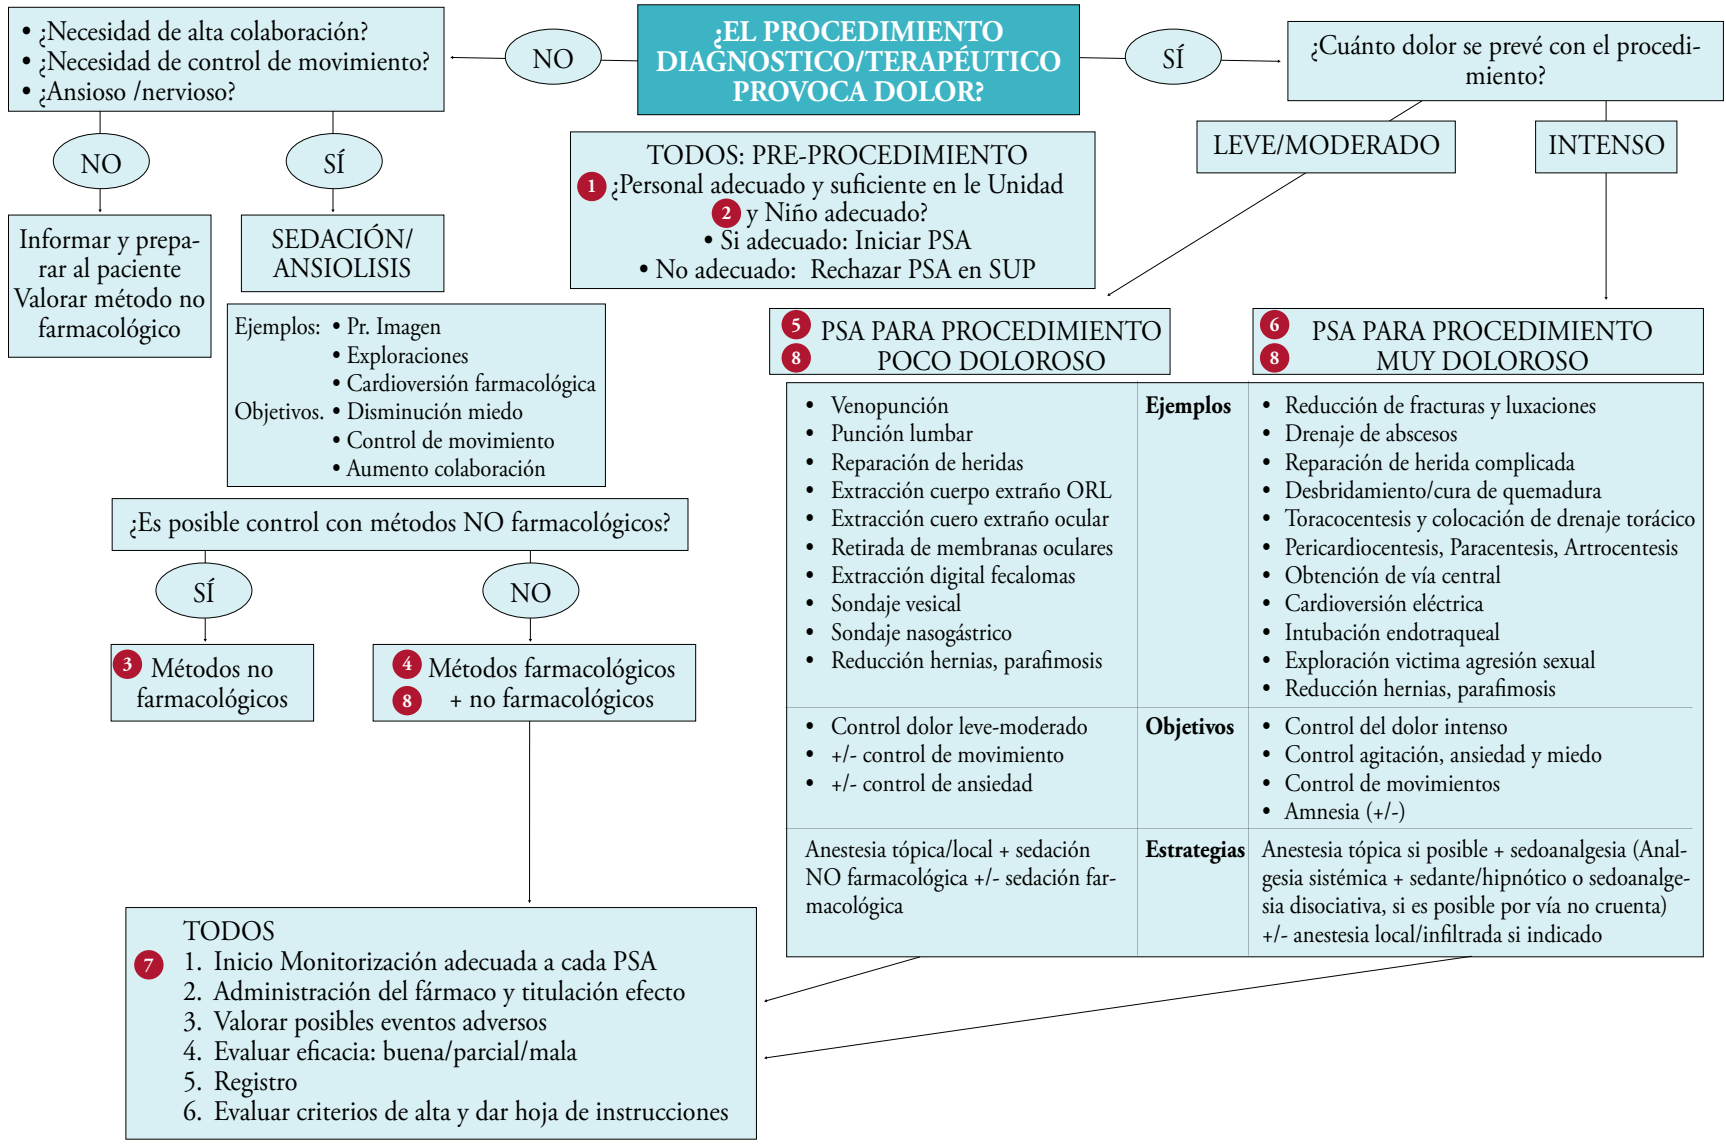 • ¿Necesidad de alta colaboración?
• ¿Necesidad de control de movimiento?
• ¿Ansioso /nervioso?
NO
¿EL PROCEDIMIENTO
DIAGNOSTICO/TERAPÉUTICO
PROVOCA DOLOR?
SÍ
¿Cuánto dolor se prevé con el procedi-
miento?
NO
SÍ
TODOS: PRE-PROCEDIMIENTO
1 ¿Personal adecuado y suficiente en le Unidad
2 y Niño adecuado?
• Si adecuado: Iniciar PSA
• No adecuado: Rechazar PSA en SUP
LEVE/MODERADO
INTENSO
Informar y prepa-
rar al paciente
Valorar método no
farmacológico
SEDACIÓN/
ANSIOLISIS
Ejemplos: • Pr. Imagen
• Exploraciones
• Cardioversión farmacológica
Objetivos. • Disminución miedo
• Control de movimiento
• Aumento colaboración
¿Es posible control con métodos NO farmacológicos?
SÍ
NO
3 Métodos no
farmacológicos
4 Métodos farmacológicos
8 + no farmacológicos
5 PSA PARA PROCEDIMIENTO
8 POCO DOLOROSO
6 PSA PARA PROCEDIMIENTO
8 MUY DOLOROSO
Ejemplos
• Venopunción
• Punción lumbar
• Reparación de heridas
• Extracción cuerpo extraño ORL
• Extracción cuero extraño ocular
• Retirada de membranas oculares
• Extracción digital fecalomas
• Sondaje vesical
• Sondaje nasogástrico
• Reducción hernias, parafimosis
• Reducción de fracturas y luxaciones
• Drenaje de abscesos
• Reparación de herida complicada
• Desbridamiento/cura de quemadura
• Toracocentesis y colocación de drenaje torácico
• Pericardiocentesis, Paracentesis, Artrocentesis
• Obtención de vía central
• Cardioversión eléctrica
• Intubación endotraqueal
• Exploración victima agresión sexual
• Reducción hernias, parafimosis
Objetivos
• Control dolor leve-moderado
• +/- control de movimiento
• +/- control de ansiedad
• Control del dolor intenso
• Control agitación, ansiedad y miedo
• Control de movimientos
• Amnesia (+/-)
Estrategias
Anestesia tópica/local + sedación
NO farmacológica +/- sedación far-
macológica
Anestesia tópica si posible + sedoanalgesia (Anal-
gesia sistémica + sedante/hipnótico o sedoanalge-
sia disociativa, si es posible por vía no cruenta)
+/- anestesia local/infiltrada si indicado
TODOS
7 1. Inicio Monitorización adecuada a cada PSA
2. Administración del fármaco y titulación efecto
3. Valorar posibles eventos adversos
4. Evaluar eficacia: buena/parcial/mala
5. Registro
6. Evaluar criterios de alta y dar hoja de instrucciones